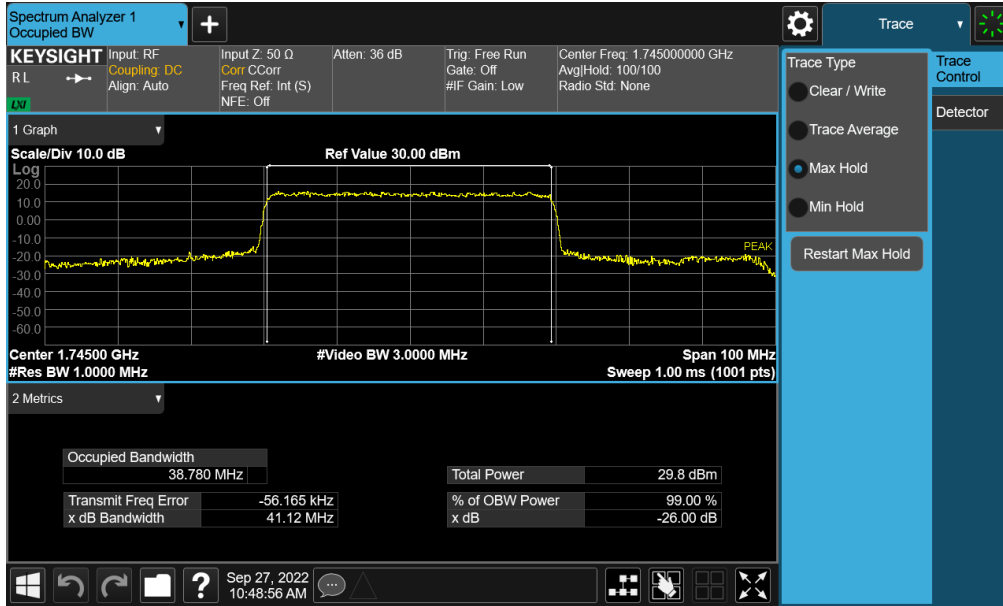 Spectrum Analyzer 1
Occupied BW
+
Trace
KEYSIGHT
R L
LXI
Input: RF
Coupling: DC
Align: Auto
Input Z: 50 Ω
Corr CCorr
Freq Ref: Int (S)
NFE: Off
Atten: 36 dB
Trig: Free Run
Gate: Off
#IF Gain: Low
Center Freq: 1.745000000 GHz
Avg|Hold: 100/100
Radio Std: None
1 Graph
Scale/Div 10.0 dB
Ref Value 30.00 dBm
Log
20.0
10.0
0.00
-10.0
-20.0
-30.0
-40.0
-50.0
-60.0
PEAK
Center 1.74500 GHz
#Video BW 3.0000 MHz
Span 100 MHz
#Res BW 1.0000 MHz
Sweep 1.00 ms (1001 pts)
2 Metrics
Occupied Bandwidth
38.780 MHz
Total Power 29.8 dBm
Transmit Freq Error -56.165 kHz
% of OBW Power 99.00 %
x dB Bandwidth 41.12 MHz
x dB -26.00 dB
Trace Type
Clear / Write
Trace Average
Max Hold
Min Hold
Restart Max Hold
Trace
Control
Detector
?
Sep 27, 2022
10:48:56 AM